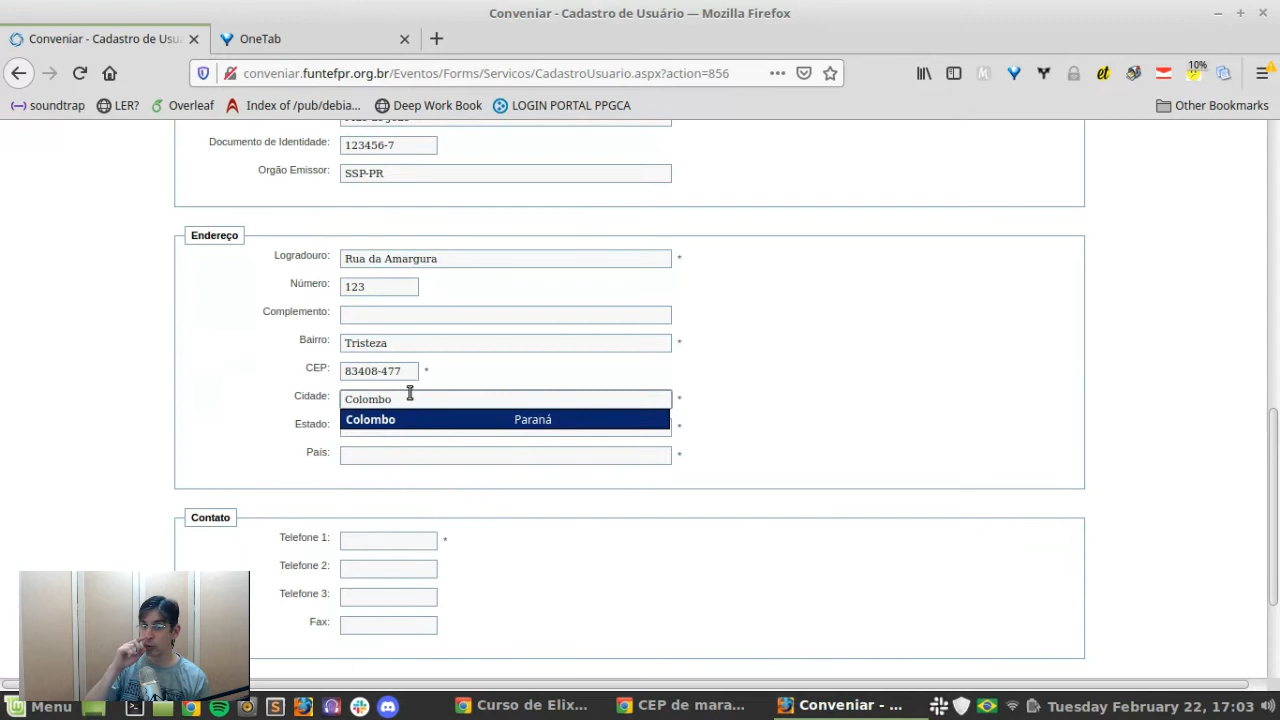 Conveniar - Cadastro de Usuário — Mozilla Firefox
Conveniar - Cadastro de Usu
OneTab
conveniar.funtefpr.org.br/Eventos/Forms/Servicos/CadastroUsuario.aspx?action=856
10%
soundtrap
LER?
Overleaf
Index of /pub/debia...
Deep Work Book
LOGIN PORTAL PPGCA
Other Bookmarks
Documento de Identidade: 123456-7
Orgão Emissor: SSP-PR
Endereço
Logradouro: Rua da Amargura *
Número: 123
Complemento:
Bairro: Tristeza *
CEP: 83408-477 *
Cidade: Colombo *
Colombo Paraná
Estado: *
País: *
Contato
Telefone 1: *
Telefone 2:
Telefone 3:
Fax:
Menu
Curso de Elix...
CEP de mara...
Conveniar - ...
Tuesday February 22, 17:03